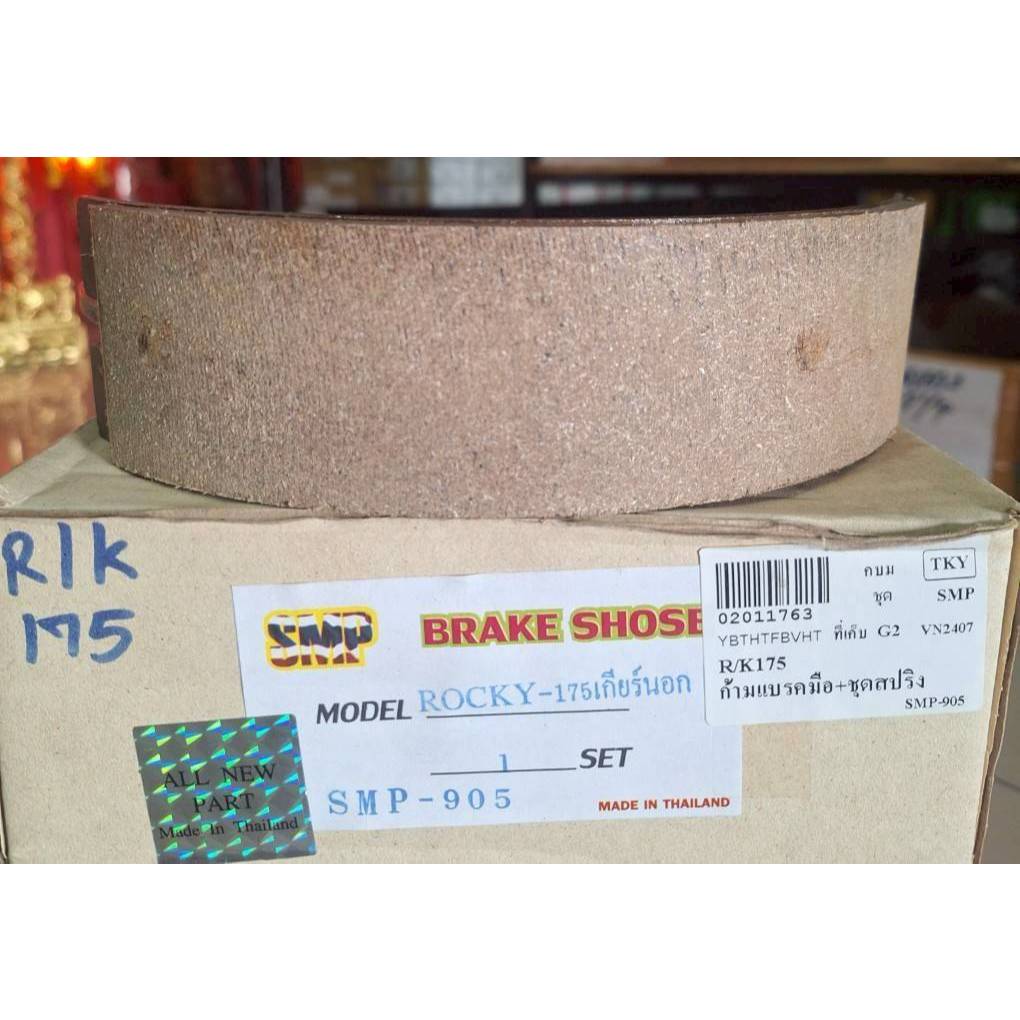 R/K
175
SMP BRAKE SHOSE
MODEL ROCKY-175เกียร์นอก
1 SET
SMP-905
MADE IN THAILAND
ALL NEW
PART
Made In Thailand
คบม TKY
ชุด SMP
02011763
YBTHTFBVHT ที่เก็บ G2 VN2407
R/K175
ก้ามแบรคมือ+ชุดสปริง
SMP-905